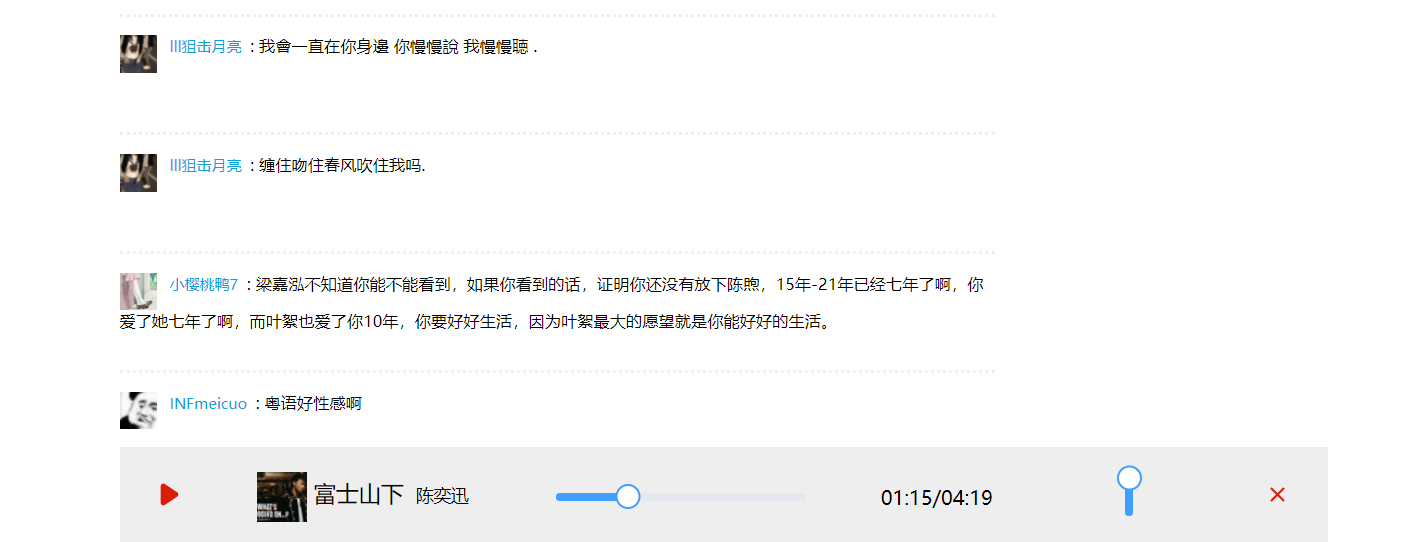 lll狙击月亮 : 我會一直在你身邊 你慢慢說 我慢慢聽 .
lll狙击月亮 : 缠住吻住春风吹住我吗.
小樱桃鸭7 : 梁嘉泓不知道你能不能看到，如果你看到的话，证明你还没有放下陈煦，15年-21年已经七年了啊，你
爱了她七年了啊，而叶絮也爱了你10年，你要好好生活，因为叶絮最大的愿望就是你能好好的生活。
INFmeicuo : 粤语好性感啊
富士山下 陈奕迅 01:15/04:19